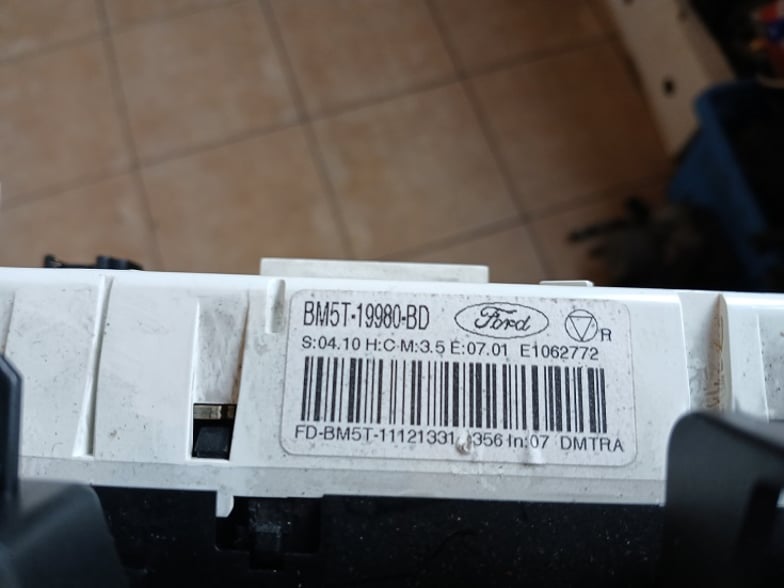 BM5T-19980-BD Ford R
S:04.10 H:C M:3.5 E:07.01 E1062772
FD-BM5T-11121331 356 In:07 DMTRA